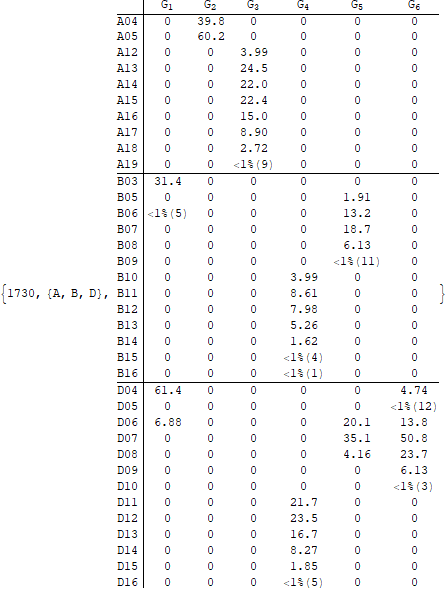 G1 G2 G3 G4 G5 G6
A04 0 39.8 0 0 0 0
A05 0 60.2 0 0 0 0
A12 0 0 3.99 0 0 0
A13 0 0 24.5 0 0 0
A14 0 0 22.0 0 0 0
A15 0 0 22.4 0 0 0
A16 0 0 15.0 0 0 0
A17 0 0 8.90 0 0 0
A18 0 0 2.72 0 0 0
A19 0 0 <1%(9) 0 0 0
B03 31.4 0 0 0 0 0
B05 0 0 0 0 1.91 0
B06 <1%(5) 0 0 0 13.2 0
B07 0 0 0 0 18.7 0
B08 0 0 0 0 6.13 0
B09 0 0 0 0 <1%(11) 0
B10 0 0 0 3.99 0 0
{1730, {A, B, D}, B11 0 0 0 8.61 0 0 }
B12 0 0 0 7.98 0 0
B13 0 0 0 5.26 0 0
B14 0 0 0 1.62 0 0
B15 0 0 0 <1%(4) 0 0
B16 0 0 0 <1%(1) 0 0
D04 61.4 0 0 0 0 4.74
D05 0 0 0 0 0 <1%(12)
D06 6.88 0 0 0 20.1 13.8
D07 0 0 0 0 35.1 50.8
D08 0 0 0 0 4.16 23.7
D09 0 0 0 0 0 6.13
D10 0 0 0 0 0 <1%(3)
D11 0 0 0 21.7 0 0
D12 0 0 0 23.5 0 0
D13 0 0 0 16.7 0 0
D14 0 0 0 8.27 0 0
D15 0 0 0 1.85 0 0
D16 0 0 0 <1%(5) 0 0